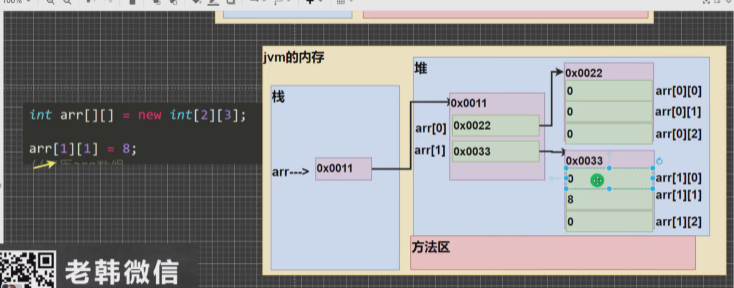 100%
jvm的内存
堆
栈
0x0022
0 arr[0][0]
0 arr[0][1]
0 arr[0][2]
0x0011
arr[0] 0x0022
arr[1] 0x0033
int arr[][] = new int[2][3];
arr[1][1] = 8;
arr---> 0x0011
0x0033
0 arr[1][0]
8 arr[1][1]
0 arr[1][2]
方法区
老韩微信